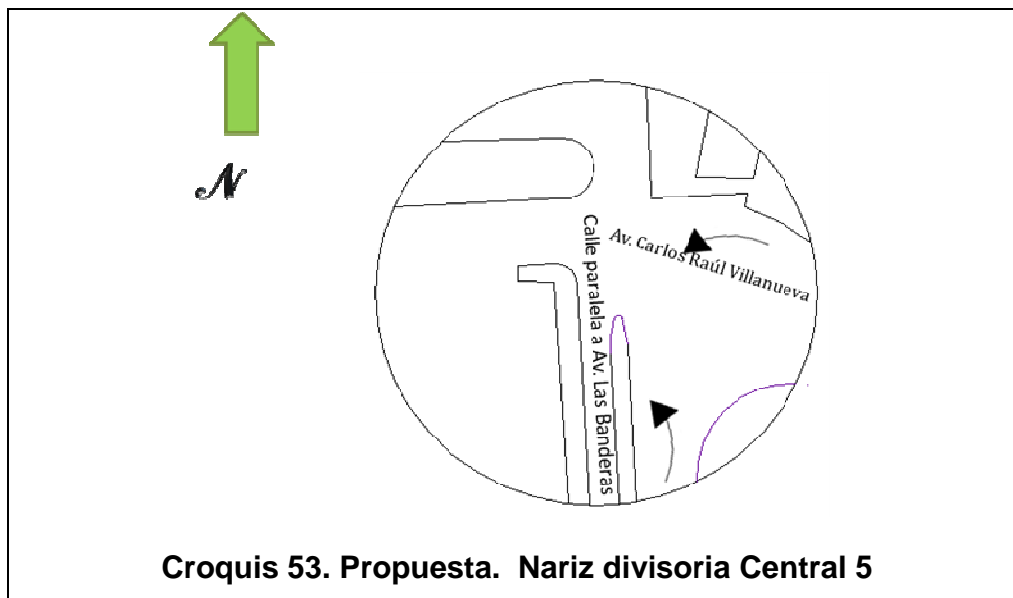 N
Calle paralela a Av. Las Banderas
Av. Carlos Raúl Villanueva
Croquis 53. Propuesta. Nariz divisoria Central 5